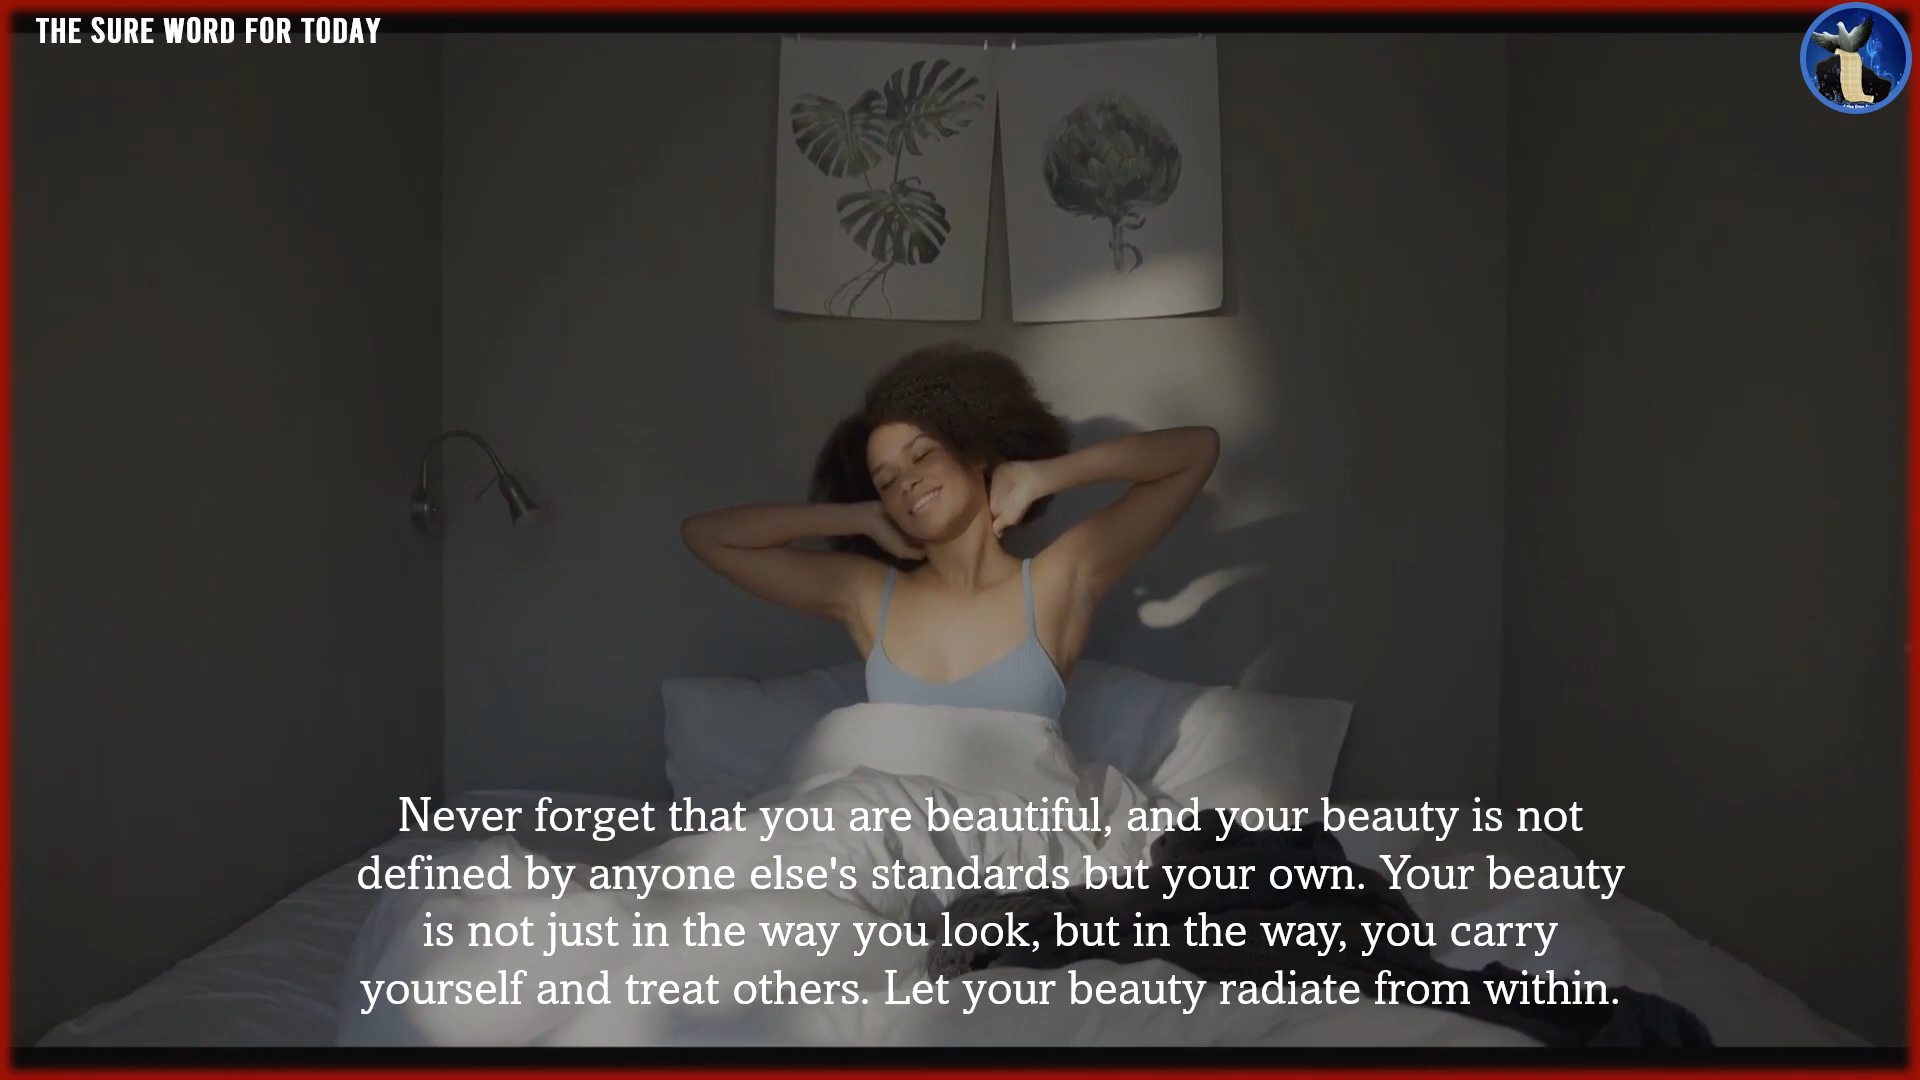 THE SURE WORD FOR TODAY
Never forget that you are beautiful, and your beauty is not
defined by anyone else's standards but your own. Your beauty
is not just in the way you look, but in the way, you carry
yourself and treat others. Let your beauty radiate from within.